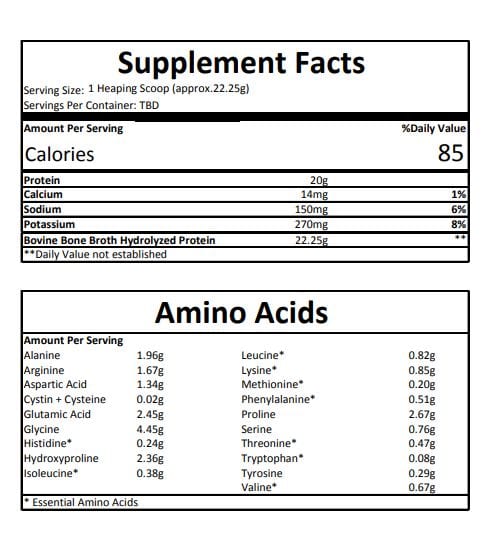 Supplement Facts
Serving Size: 1 Heaping Scoop (approx.22.25g)
Servings Per Container: TBD
Amount Per Serving %Daily Value
Calories 85
Protein 20g
Calcium 14mg 1%
Sodium 150mg 6%
Potassium 270mg 8%
Bovine Bone Broth Hydrolyzed Protein 22.25g **
**Daily Value not established
Amino Acids
Amount Per Serving
Alanine 1.96g Leucine* 0.82g
Arginine 1.67g Lysine* 0.85g
Aspartic Acid 1.34g Methionine* 0.20g
Cystin + Cysteine 0.02g Phenylalanine* 0.51g
Glutamic Acid 2.45g Proline 2.67g
Glycine 4.45g Serine 0.76g
Histidine* 0.24g Threonine* 0.47g
Hydroxyproline 2.36g Tryptophan* 0.08g
Isoleucine* 0.38g Tyrosine 0.29g
Valine* 0.67g
* Essential Amino Acids